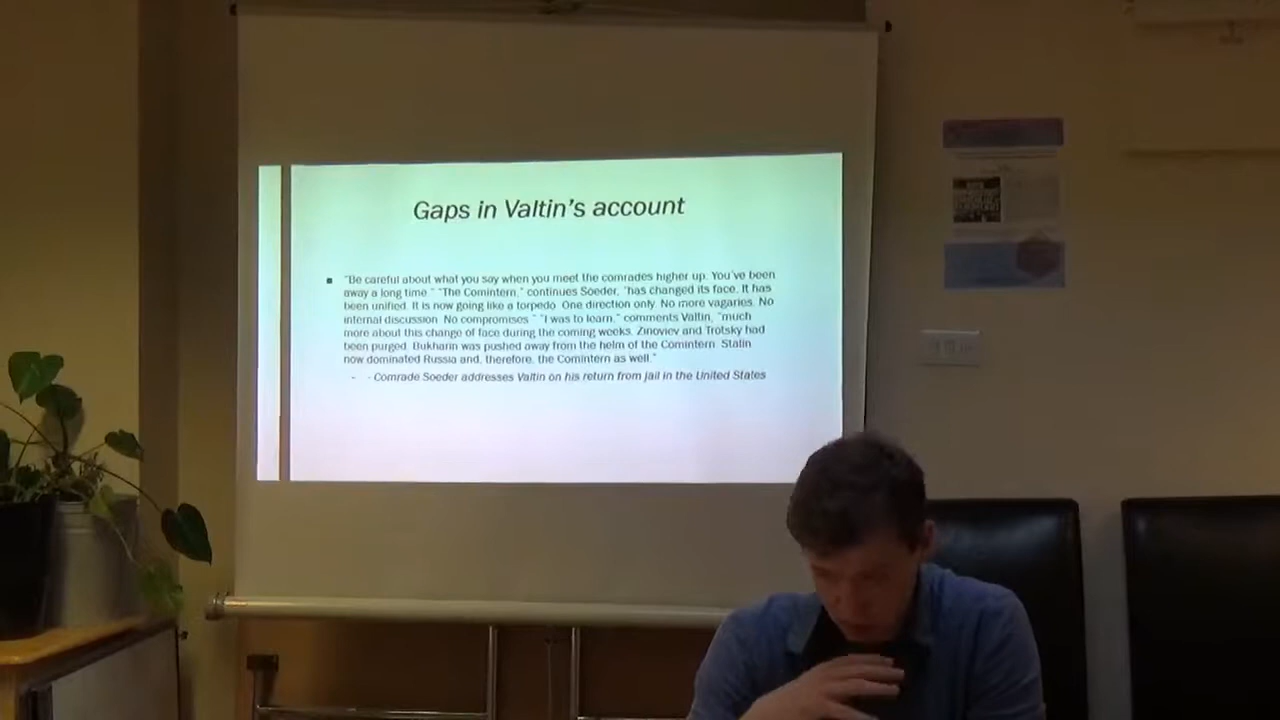 Gaps in Valtin's account
▪ "Be careful about what you say when you meet the comrades higher up. You've been
away a long time." "The Comintern," continues Soeder, "has changed its face. It has
been unified. It is now going like a torpedo. One direction only. No more vagaries. No
internal discussion. No compromises." "I was to learn," comments Valtin, "much
more about this change of face during the coming weeks. Zinoviev and Trotsky had
been purged. Bukharin was pushed away from the helm of the Comintern. Stalin
now dominated Russia and, therefore, the Comintern as well."
- - Comrade Soeder addresses Valtin on his return from jail in the United States